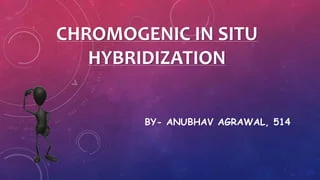 CHROMOGENIC IN SITU
HYBRIDIZATION
BY- ANUBHAV AGRAWAL, 514